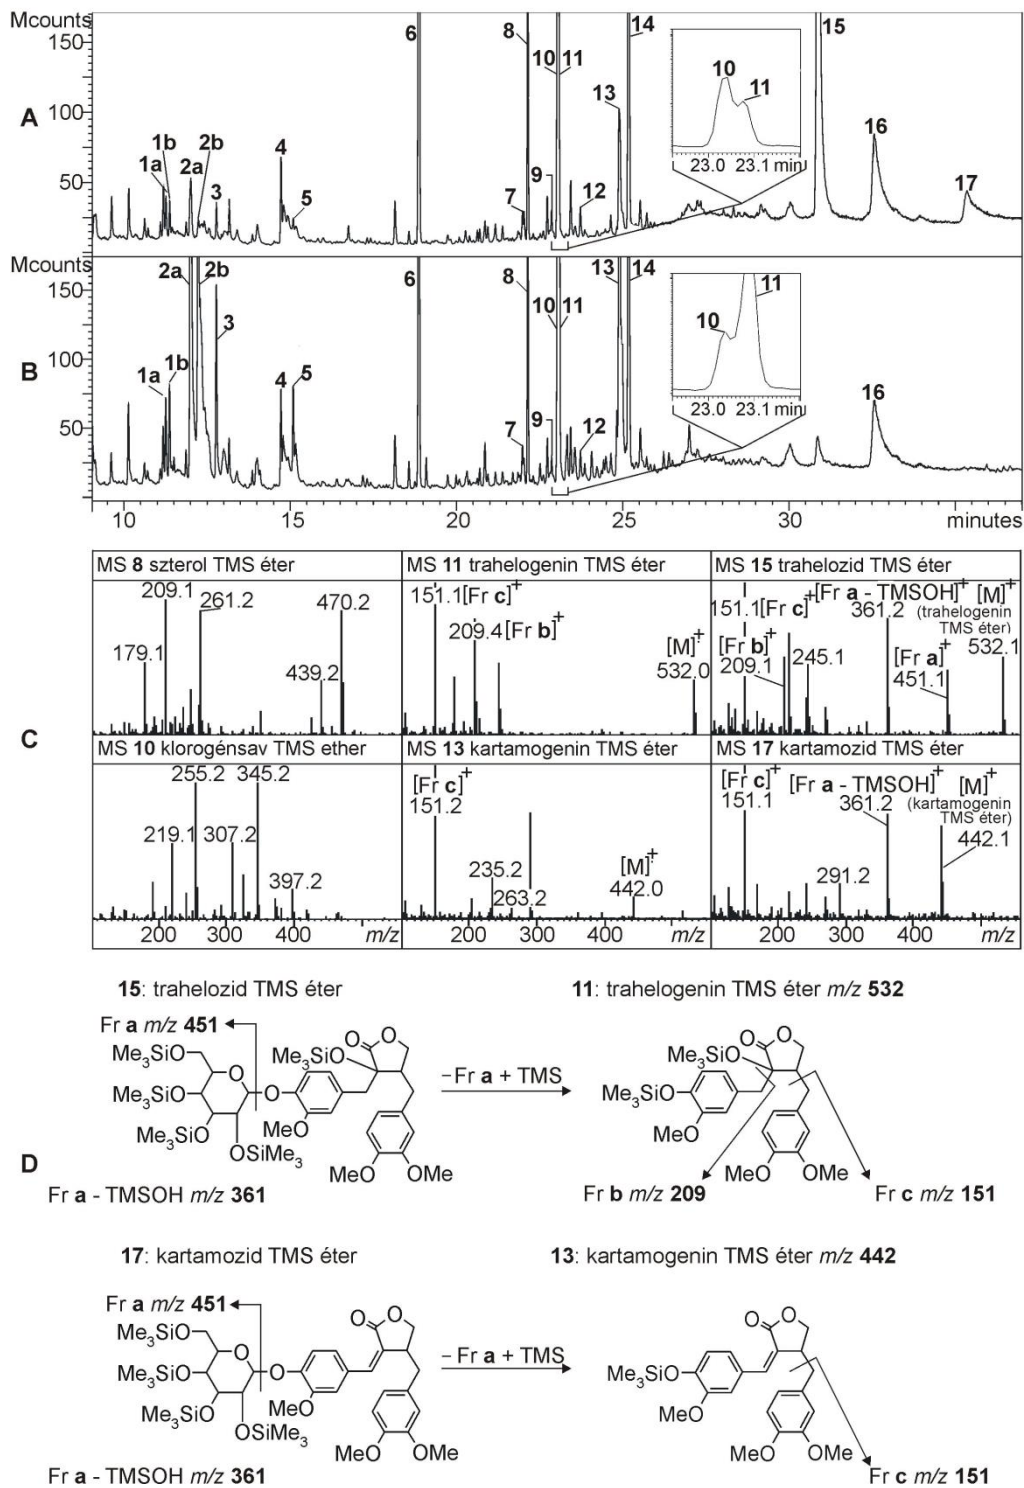 Mcounts
150
100
50
A
1a
1b
2a
2b
3
4
5
6
7
8
9
10
11
12
13
14
15
16
17
10
11
23.0 23.1 min
Mcounts
150
100
50
B
1a
1b
2a
2b
3
4
5
6
7
8
9
10
11
12
13
14
16
10
11
23.0 23.1 min
10 15 20 25 30 minutes
C
MS 8 szterol TMS éter
209.1
261.2
470.2
179.1
439.2
MS 11 trahelogenin TMS éter
151.1 [Fr c]+
209.4 [Fr b]+
[M]+.
532.0
MS 15 trahelozid TMS éter
[Fr a - TMSOH]+ [M]+
151.1 [Fr c]+
361.2 (trahelogenin
TMS éter)
532.1
[Fr b]+
209.1
245.1
[Fr a]+
451.1
MS 10 klorogénsav TMS ether
255.2 345.2
219.1 307.2
397.2
200 400 m/z
MS 13 kartamogenin TMS éter
[Fr c]+
151.2
235.2
263.2
[M]+.
442.0
200 400 m/z
MS 17 kartamozid TMS éter
[Fr c]+ [Fr a - TMSOH]+ [M]+
151.1
361.2 (kartamogenin
TMS éter)
442.1
291.2
200 400 m/z
D
15: trahelozid TMS éter
11: trahelogenin TMS éter m/z 532
Fr a m/z 451
Me3SiO
Me3SiO
Me3SiO
OSiMe3
O
O
MeO
Me3SiO
O
O
MeO OMe
−Fr a + TMS
Me3SiO
O
O
Me3SiO
MeO
MeO OMe
Fr a - TMSOH m/z 361
Fr b m/z 209
Fr c m/z 151
17: kartamozid TMS éter
13: kartamogenin TMS éter m/z 442
Fr a m/z 451
Me3SiO
Me3SiO
Me3SiO
OSiMe3
O
O
MeO
O
O
MeO OMe
− Fr a + TMS
O
O
Me3SiO
MeO
MeO OMe
Fr a - TMSOH m/z 361
Fr c m/z 151